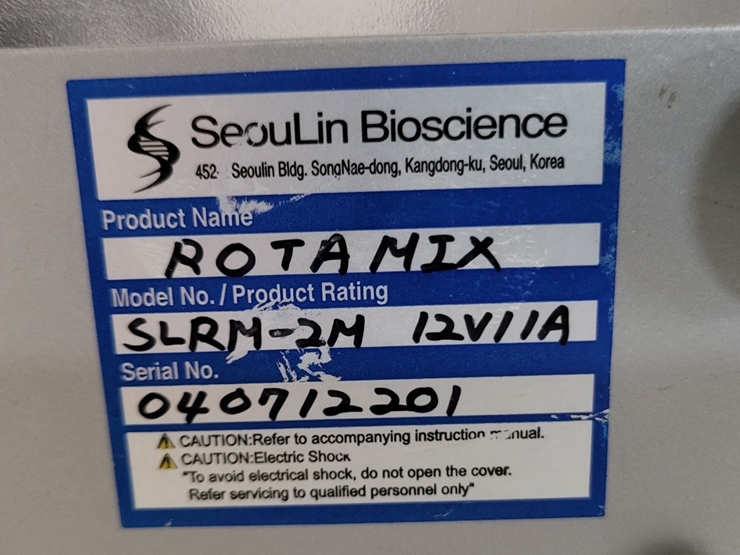 SeouLin Bioscience
452- Seoulin Bldg. SongNae-dong, Kangdong-ku, Seoul, Korea
Product Name
ROTAMIX
Model No. / Product Rating
SLRM-2M 12V/1A
Serial No.
040712201
CAUTION:Refer to accompanying instruction manual.
CAUTION:Electric Shock
"To avoid electrical shock, do not open the cover.
Refer servicing to qualified personnel only"